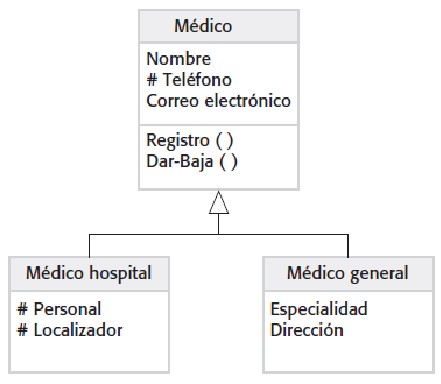 Médico
Nombre
# Teléfono
Correo electrónico
Registro ( )
Dar-Baja ( )
Médico hospital
# Personal
# Localizador
Médico general
Especialidad
Dirección